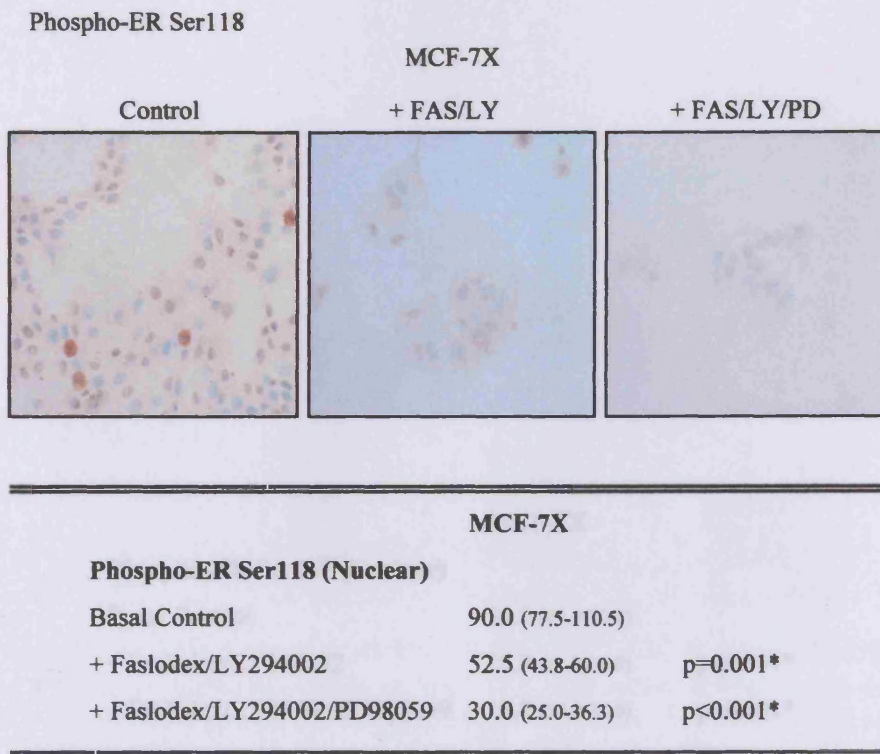 Phospho-ER Ser118
MCF-7X
Control
+ FAS/LY
+ FAS/LY/PD
MCF-7X
Phospho-ER Ser118 (Nuclear)
Basal Control 90.0 (77.5-110.5)
+ Faslodex/LY294002 52.5 (43.8-60.0) p=0.001*
+ Faslodex/LY294002/PD98059 30.0 (25.0-36.3) p<0.001*